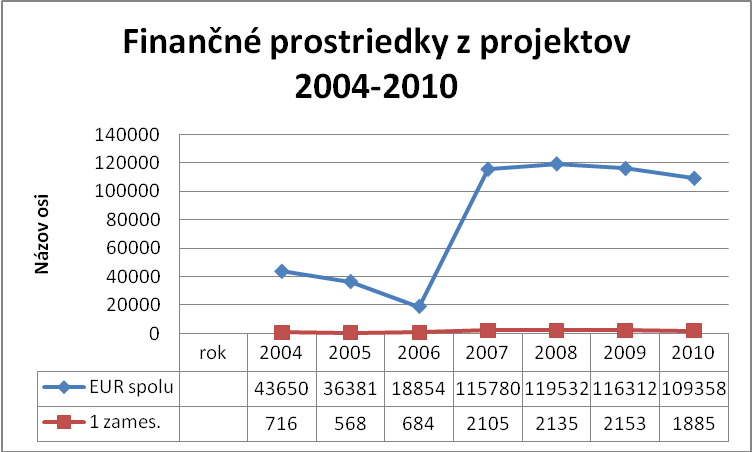 Finančné prostriedky z projektov
2004-2010
Názov osi
140000
120000
100000
80000
60000
40000
20000
0
rok 2004 2005 2006 2007 2008 2009 2010
EUR spolu 43650 36381 18854 115780 119532 116312 109358
1 zames. 716 568 684 2105 2135 2153 1885